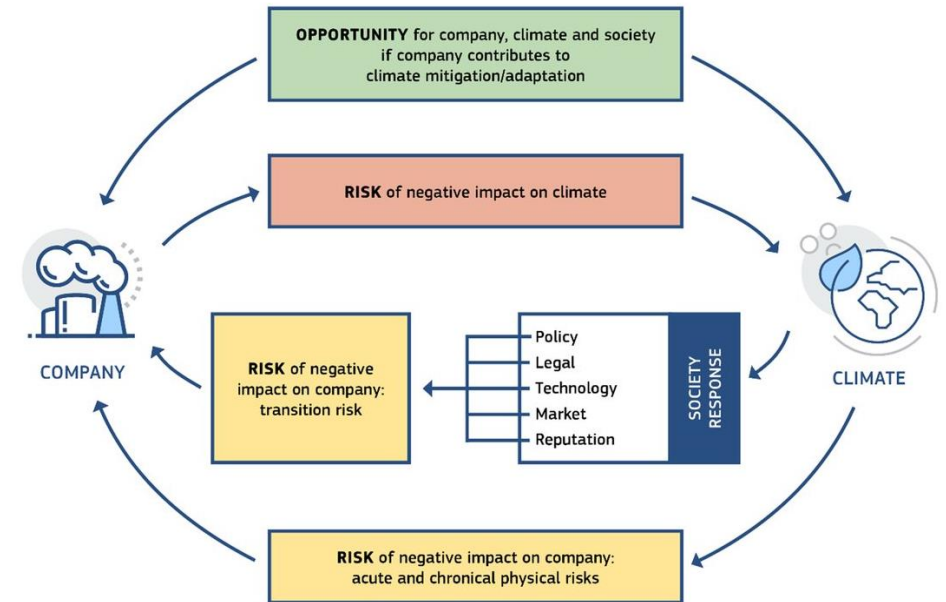 OPPORTUNITY for company, climate and society
if company contributes to
climate mitigation/adaptation
RISK of negative impact on climate
COMPANY
RISK of negative
impact on company:
transition risk
Policy
Legal
Technology
Market
Reputation
SOCIETY
RESPONSE
CLIMATE
RISK of negative impact on company:
acute and chronical physical risks